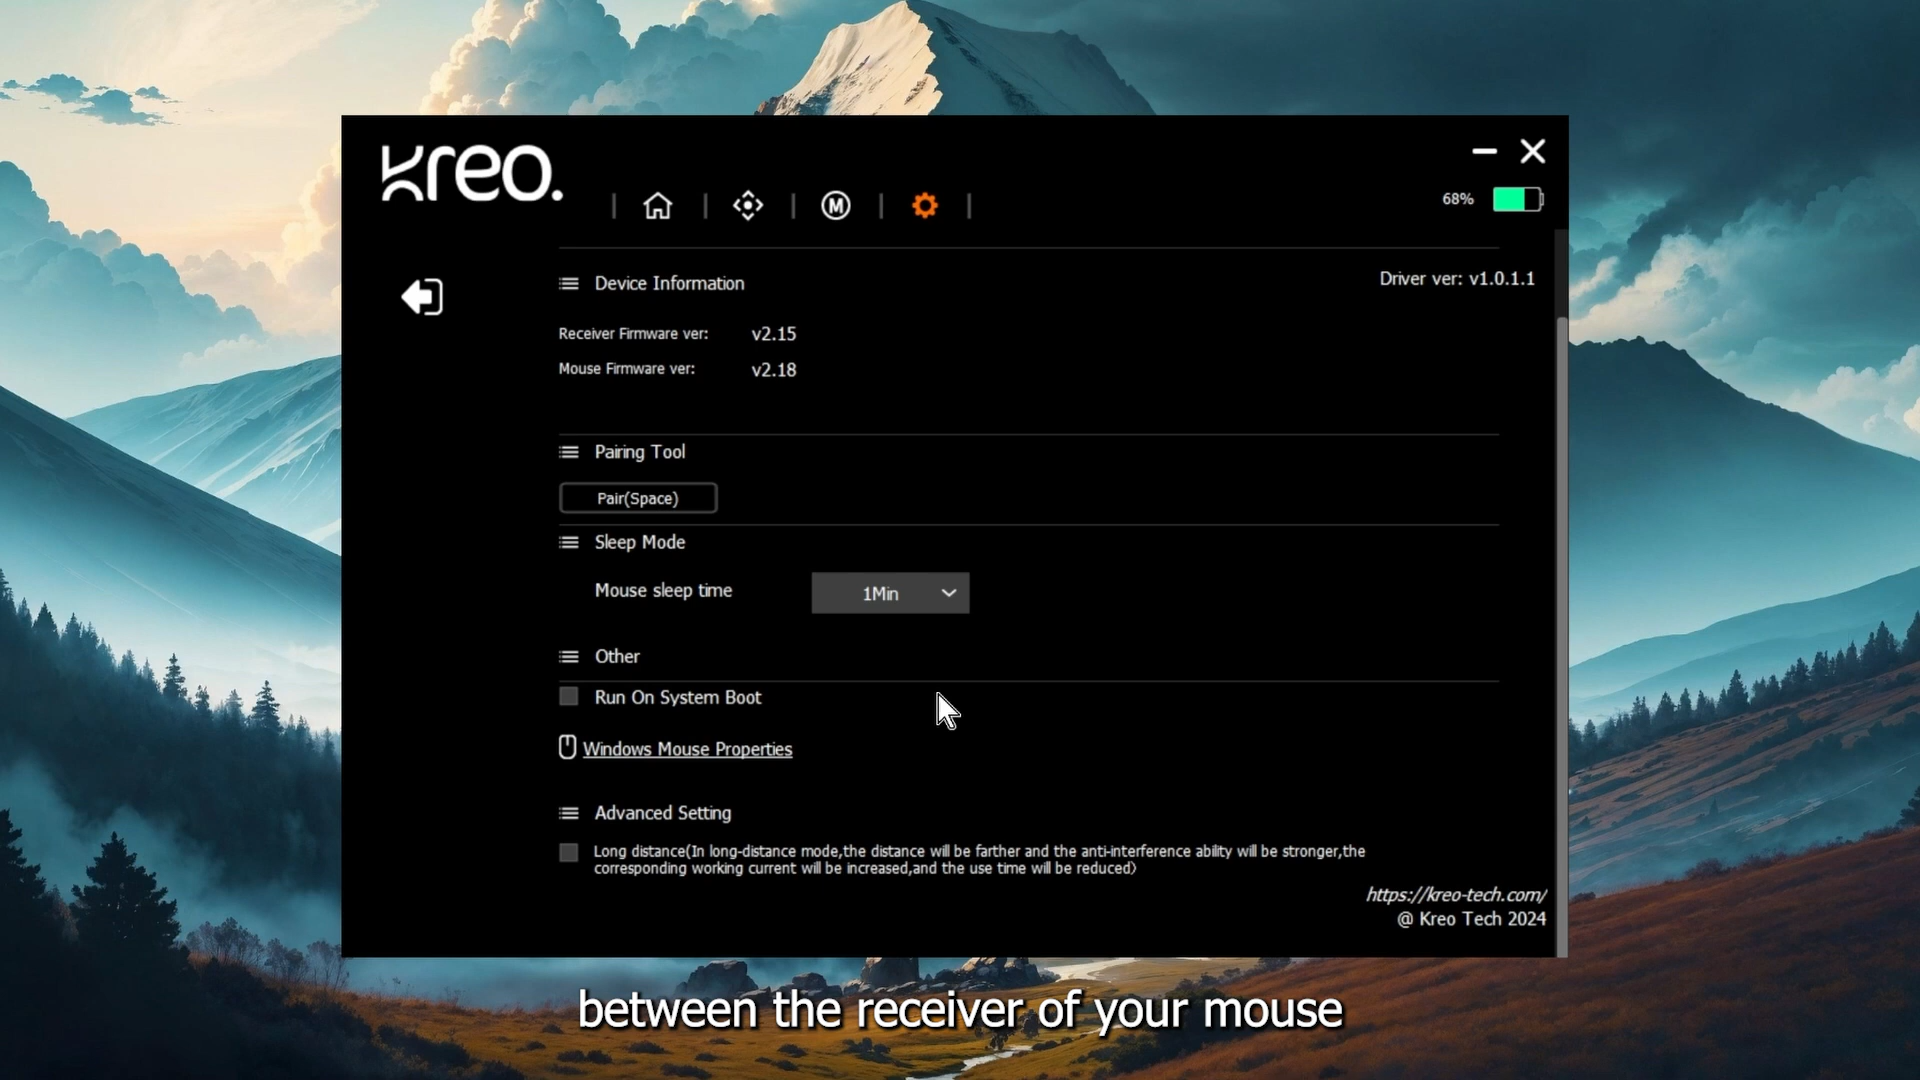 kreo.
68%
Device Information
Driver ver: v1.0.1.1
Receiver Firmware ver: v2.15
Mouse Firmware ver: v2.18
Pairing Tool
Pair(Space)
Sleep Mode
Mouse sleep time 1Min
Other
Run On System Boot
Windows Mouse Properties
Advanced Setting
Long distance(In long-distance mode,the distance will be farther and the anti-interference ability will be stronger,the
corresponding working current will be increased,and the use time will be reduced)
https://kreo-tech.com/
@ Kreo Tech 2024
between the receiver of your mouse